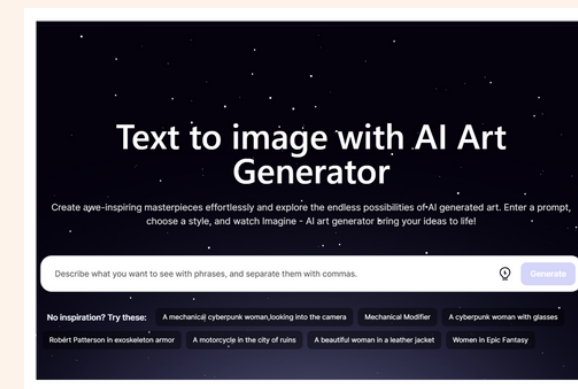 Text to image with AI Art
Generator
Create awe-inspiring masterpieces effortlessly and explore the endless possibilities of AI generated art. Enter a prompt,
choose a style, and watch Imagine - AI art generator bring your ideas to life!
Describe what you want to see with phrases, and separate them with commas.
Generate
No inspiration? Try these: A mechanical cyberpunk woman,looking into the camera Mechanical Modifier A cyberpunk woman with glasses
Robert Patterson in exoskeleton armor A motorcycle in the city of ruins A beautiful woman in a leather jacket Women in Epic Fantasy